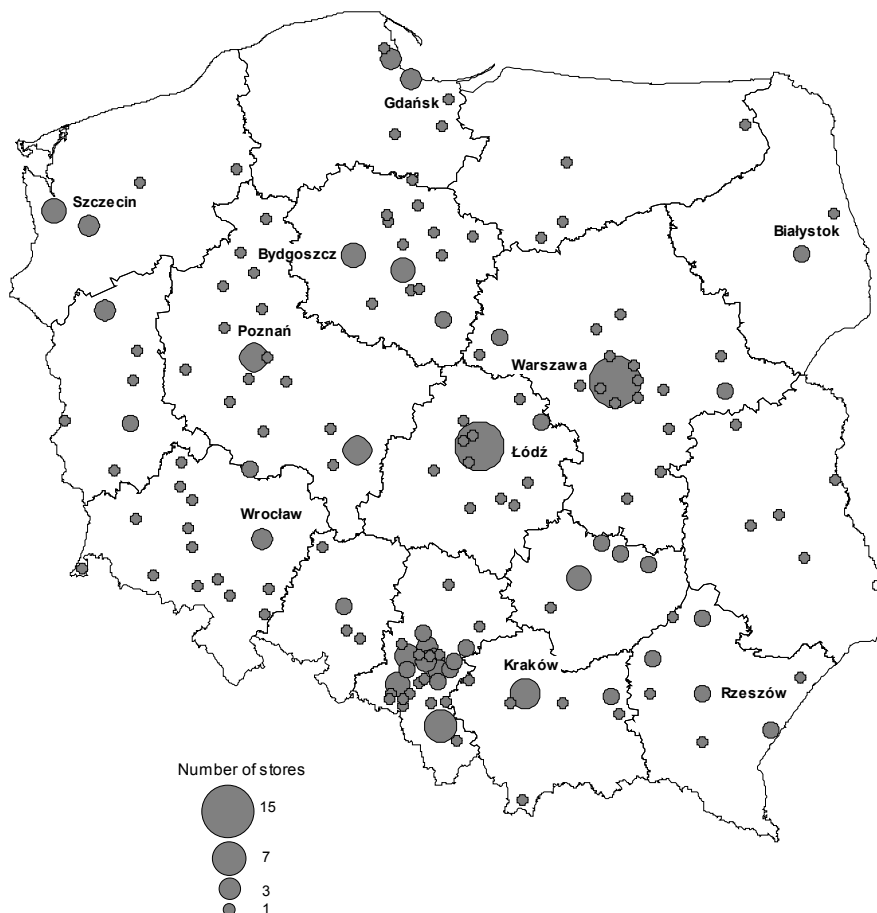 Gdańsk
Szczecin
Białystok
Bydgoszcz
Poznań
Warszawa
Łódź
Wrocław
Kraków
Rzeszów
Number of stores
15
7
3
1